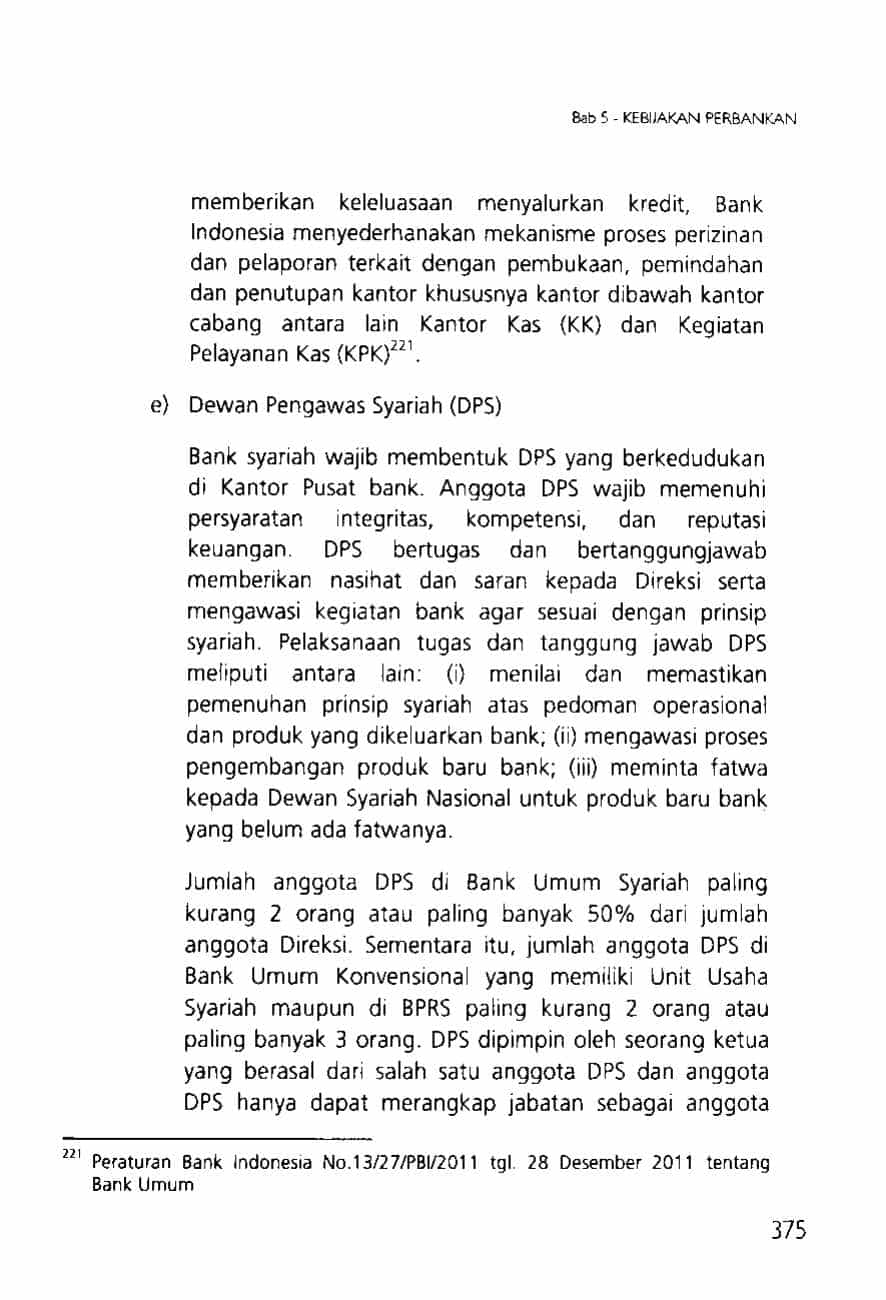 Bab 5 - KEBIJAKAN PERBANKAN
memberikan keleluasaan menyalurkan kredit, Bank
Indonesia menyederhanakan mekanisme proses perizinan
dan pelaporan terkait dengan pembukaan, pemindahan
dan penutupan kantor khususnya kantor dibawah kantor
cabang antara lain Kantor Kas (KK) dan Kegiatan
Pelayanan Kas (KPK)221.
e) Dewan Pengawas Syariah (DPS)
Bank syariah wajib membentuk DPS yang berkedudukan
di Kantor Pusat bank. Anggota DPS wajib memenuhi
persyaratan integritas, kompetensi, dan reputasi
keuangan. DPS bertugas dan bertanggungjawab
memberikan nasihat dan saran kepada Direksi serta
mengawasi kegiatan bank agar sesuai dengan prinsip
syariah. Pelaksanaan tugas dan tanggung jawab DPS
meliputi antara lain: (i) menilai dan memastikan
pemenuhan prinsip syariah atas pedoman operasional
dan produk yang dikeluarkan bank; (ii) mengawasi proses
pengembangan produk baru bank; (iii) meminta fatwa
kepada Dewan Syariah Nasional untuk produk baru bank
yang belum ada fatwanya.
Jumlah anggota DPS di Bank Umum Syariah paling
kurang 2 orang atau paling banyak 50% dari jumlah
anggota Direksi. Sementara itu, jumlah anggota DPS di
Bank Umum Konvensional yang memiliki Unit Usaha
Syariah maupun di BPRS paling kurang 2 orang atau
paling banyak 3 orang. DPS dipimpin oleh seorang ketua
yang berasal dari salah satu anggota DPS dan anggota
DPS hanya dapat merangkap jabatan sebagai anggota
221 Peraturan Bank Indonesia No.13/27/PBI/2011 tgl. 28 Desember 2011 tentang
Bank Umum
375